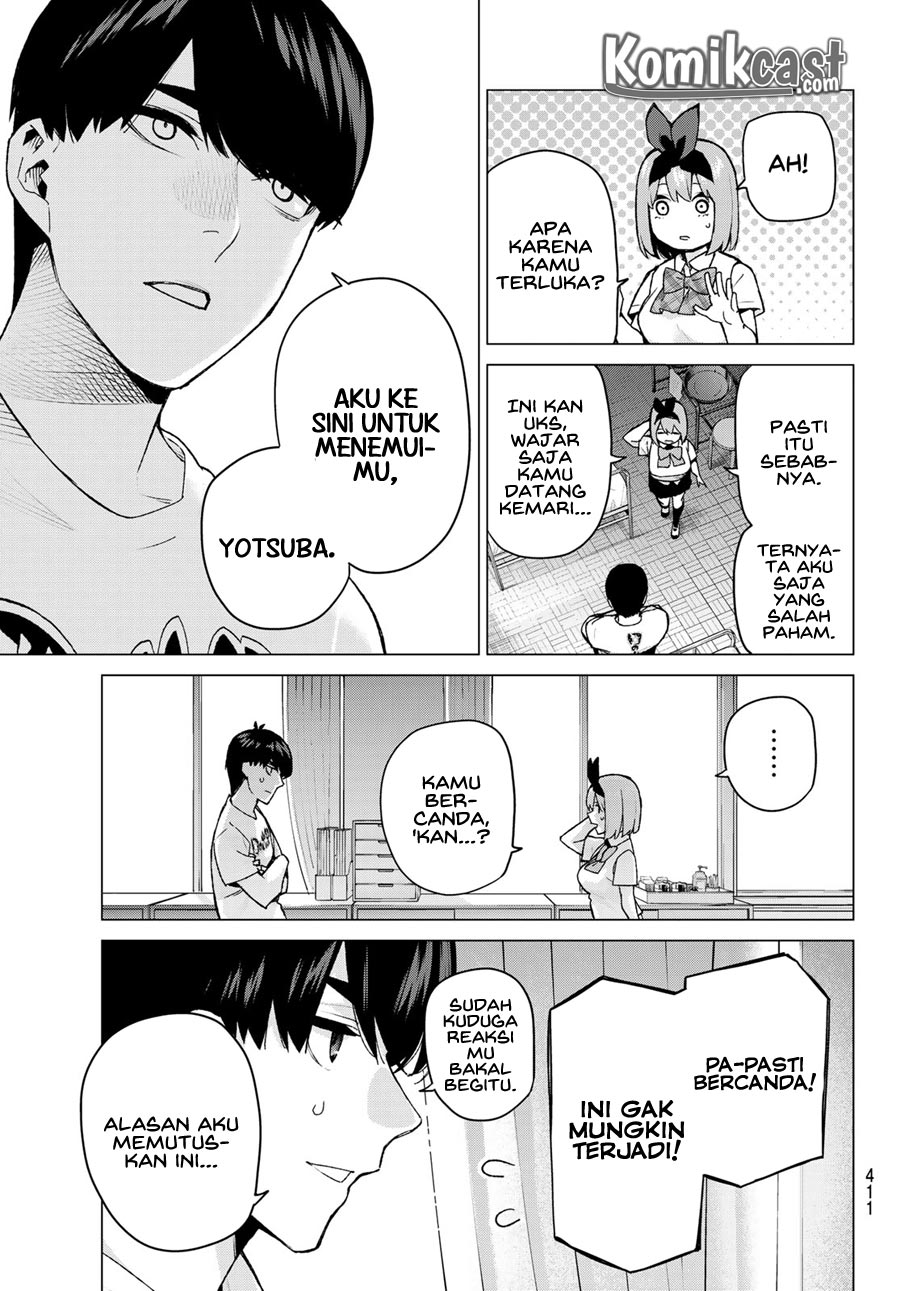 Komikcast
.com
AH!
APA
KARENA
KAMU
TERLUKA?
PASTI
ITU
SEBAB-
NYA.
TERNYA-
TA AKU
SAJA
YANG
SALAH
PAHAM.
INI KAN
UKS,
WAJAR
SAJA
KAMU
DATANG
KEMARI...
AKU KE
SINI UNTUK
MENEMUI-
MU,
YOTSUBA.
......
KAMU
BER-
CANDA,
'KAN...?
PA-PASTI
BERCANDA!
INI GAK
MUNGKIN
TERJADI!
SUDAH
KUDUGA
REAKSI
MU
BAKAL
BEGITU.
ALASAN AKU
MEMUTUS-
KAN INI...
411